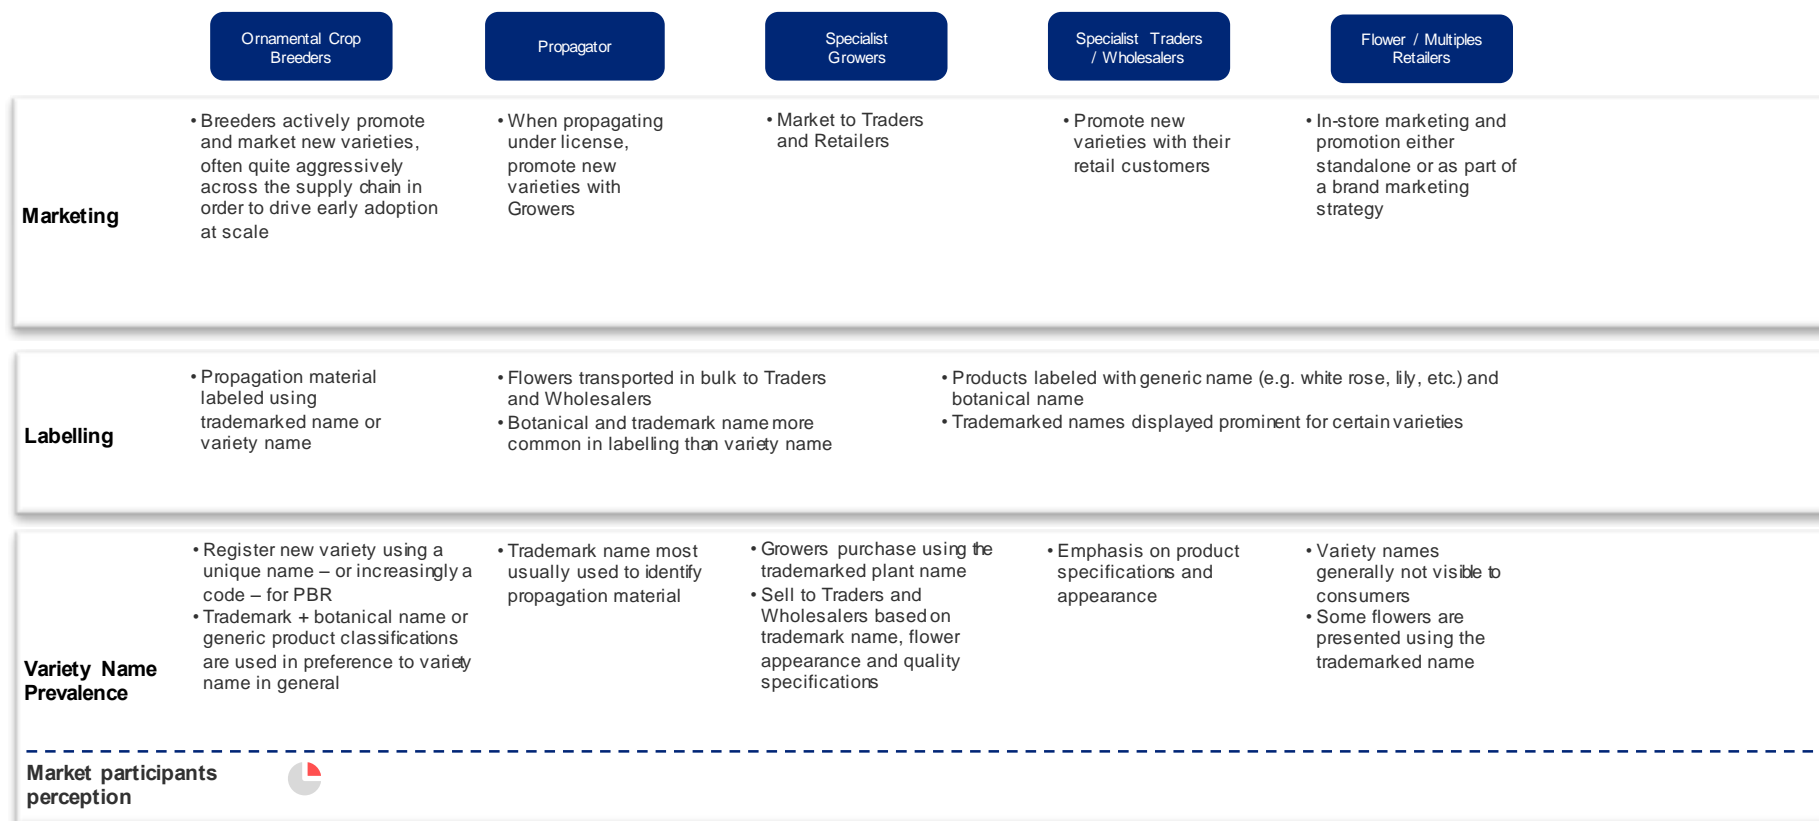 Ornamental Crop
Breeders
Propagator
Specialist
Growers
Specialist Traders
/ Wholesalers
Flower / Multiples
Retailers
Marketing
• Breeders actively promote
and market new varieties,
often quite aggressively
across the supply chain in
order to drive early adoption
at scale
• When propagating
under license,
promote new
varieties with
Growers
• Market to Traders
and Retailers
• Promote new
varieties with their
retail customers
• In-store marketing and
promotion either
standalone or as part of
a brand marketing
strategy
Labelling
• Propagation material
labeled using
trademarked name or
variety name
• Flowers transported in bulk to Traders
and Wholesalers
• Botanical and trademark name more
common in labelling than variety name
• Products labeled with generic name (e.g. white rose, lily, etc.) and
botanical name
• Trademarked names displayed prominent for certain varieties
Variety Name
Prevalence
• Register new variety using a
unique name – or increasingly a
code – for PBR
• Trademark + botanical name or
generic product classifications
are used in preference to variety
name in general
• Trademark name most
usually used to identify
propagation material
• Growers purchase using the
trademarked plant name
• Sell to Traders and
Wholesalers based on
trademark name, flower
appearance and quality
specifications
• Emphasis on product
specifications and
appearance
• Variety names
generally not visible to
consumers
• Some flowers are
presented using the
trademarked name
Market participants
perception